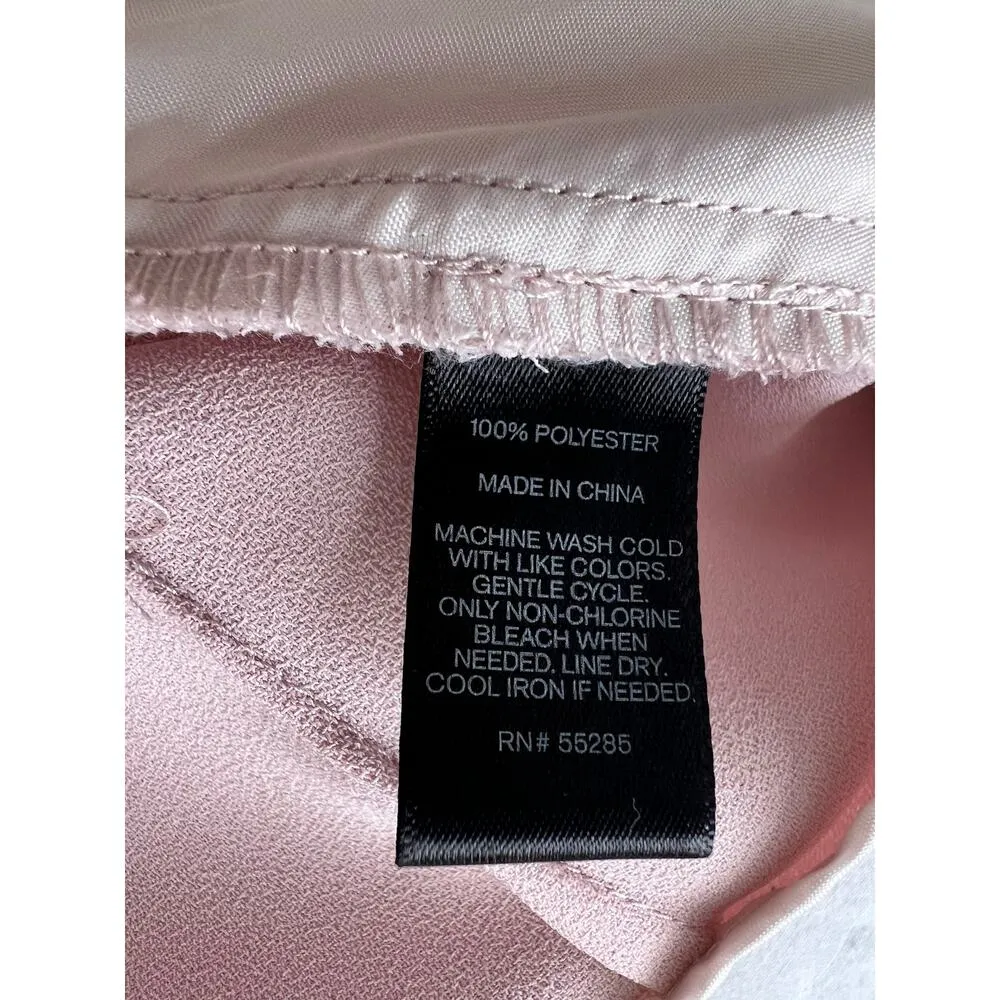 100% POLYESTER
MADE IN CHINA
MACHINE WASH COLD
WITH LIKE COLORS.
GENTLE CYCLE.
ONLY NON-CHLORINE
BLEACH WHEN
NEEDED. LINE DRY.
COOL IRON IF NEEDED.
RN# 55285